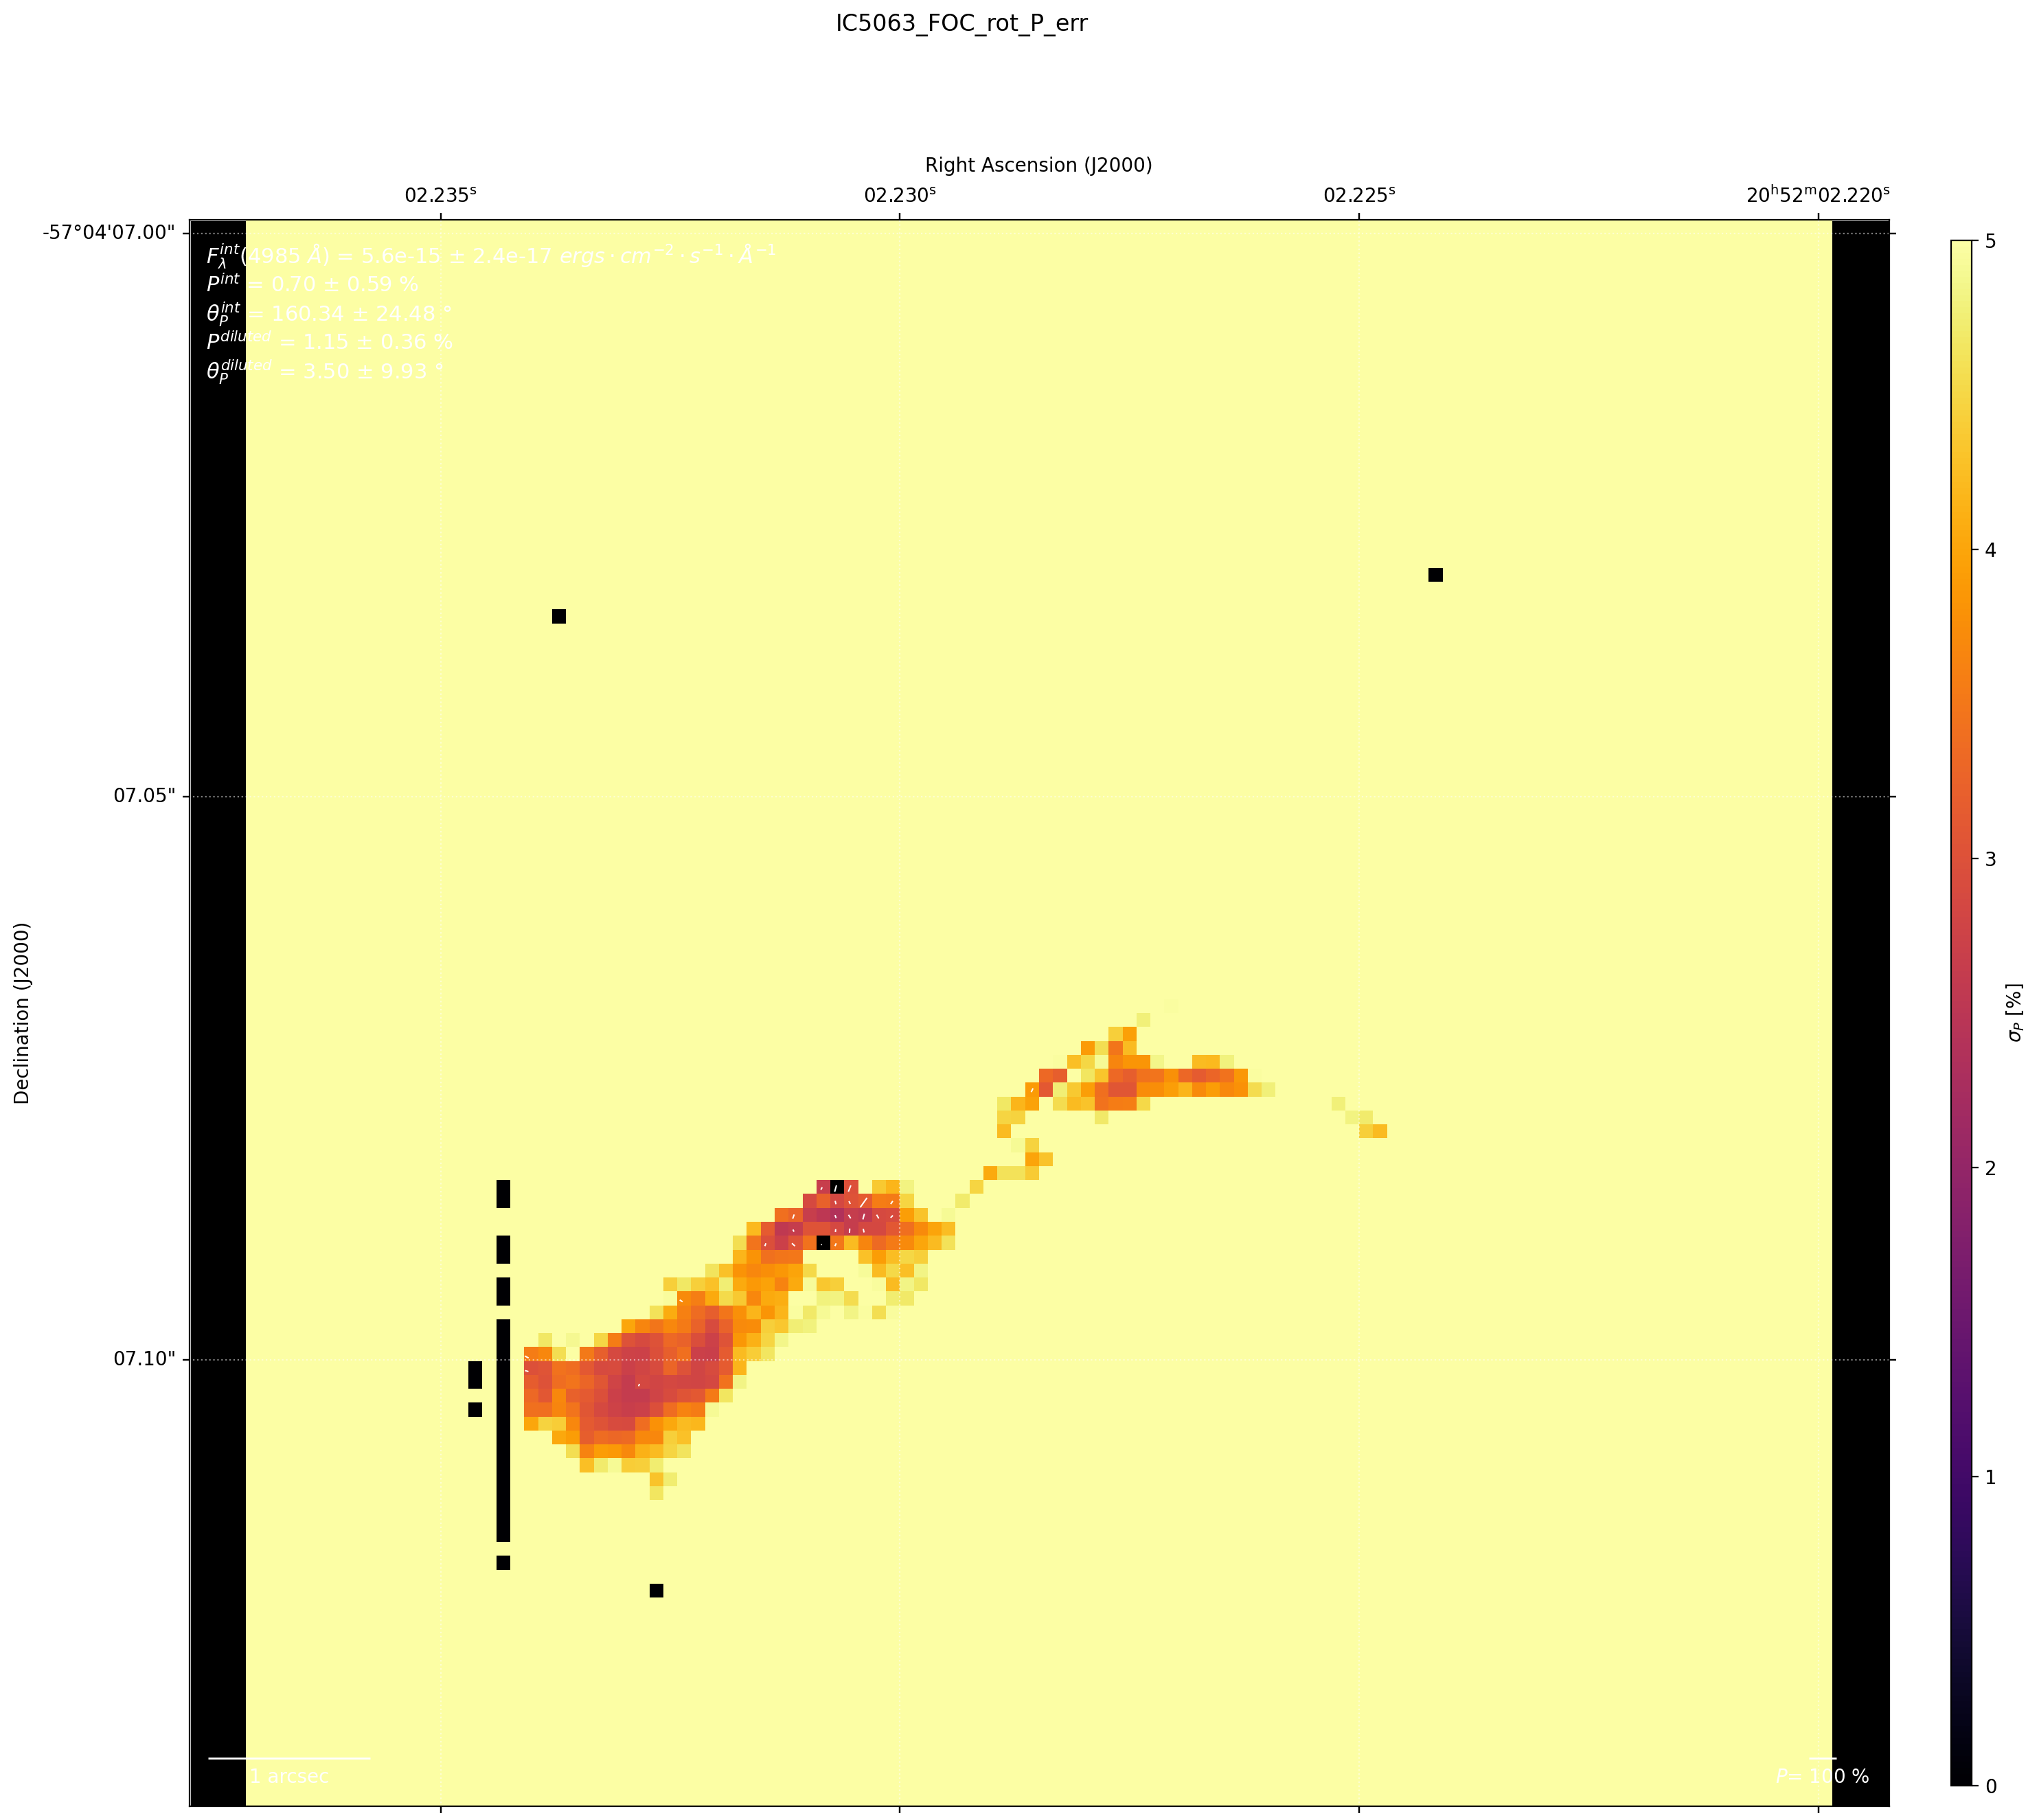 IC5063_FOC_rot_P_err
Right Ascension (J2000)
02.235ˢ 02.230ˢ 02.225ˢ 20ʰ52ᵐ02.220ˢ
-57°04'07.00"
07.05"
07.10"
Declination (J2000)
F_λ^int (4985 Å) = 5.6e-15 ± 2.4e-17 ergs · cm⁻² · s⁻¹ · Å⁻¹
P^int = 0.70 ± 0.59 %
θ_P^int = 160.34 ± 24.48 °
P^diluted = 1.15 ± 0.36 %
θ_P^diluted = 3.50 ± 9.93 °
1 arcsec
P= 100 %
5
4
3
2
1
0
σ_P [%]